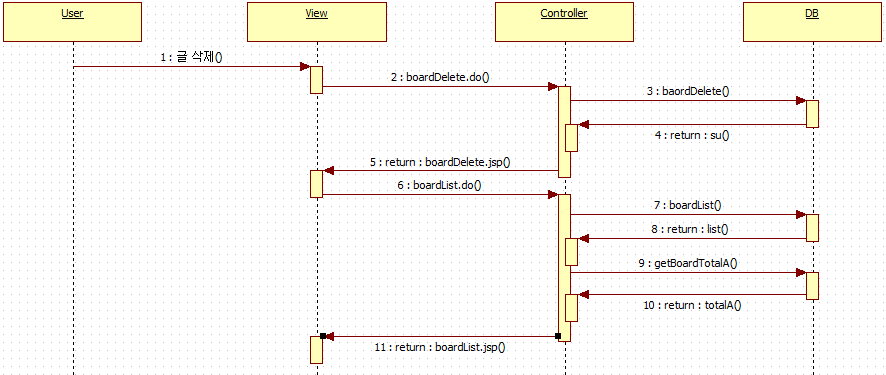 User
View
Controller
DB
1 : 글 삭제()
2 : boardDelete.do()
3 : baordDelete()
4 : return : su()
5 : return : boardDelete.jsp()
6 : boardList.do()
7 : boardList()
8 : return : list()
9 : getBoardTotalA()
10 : return : totalA()
11 : return : boardList.jsp()